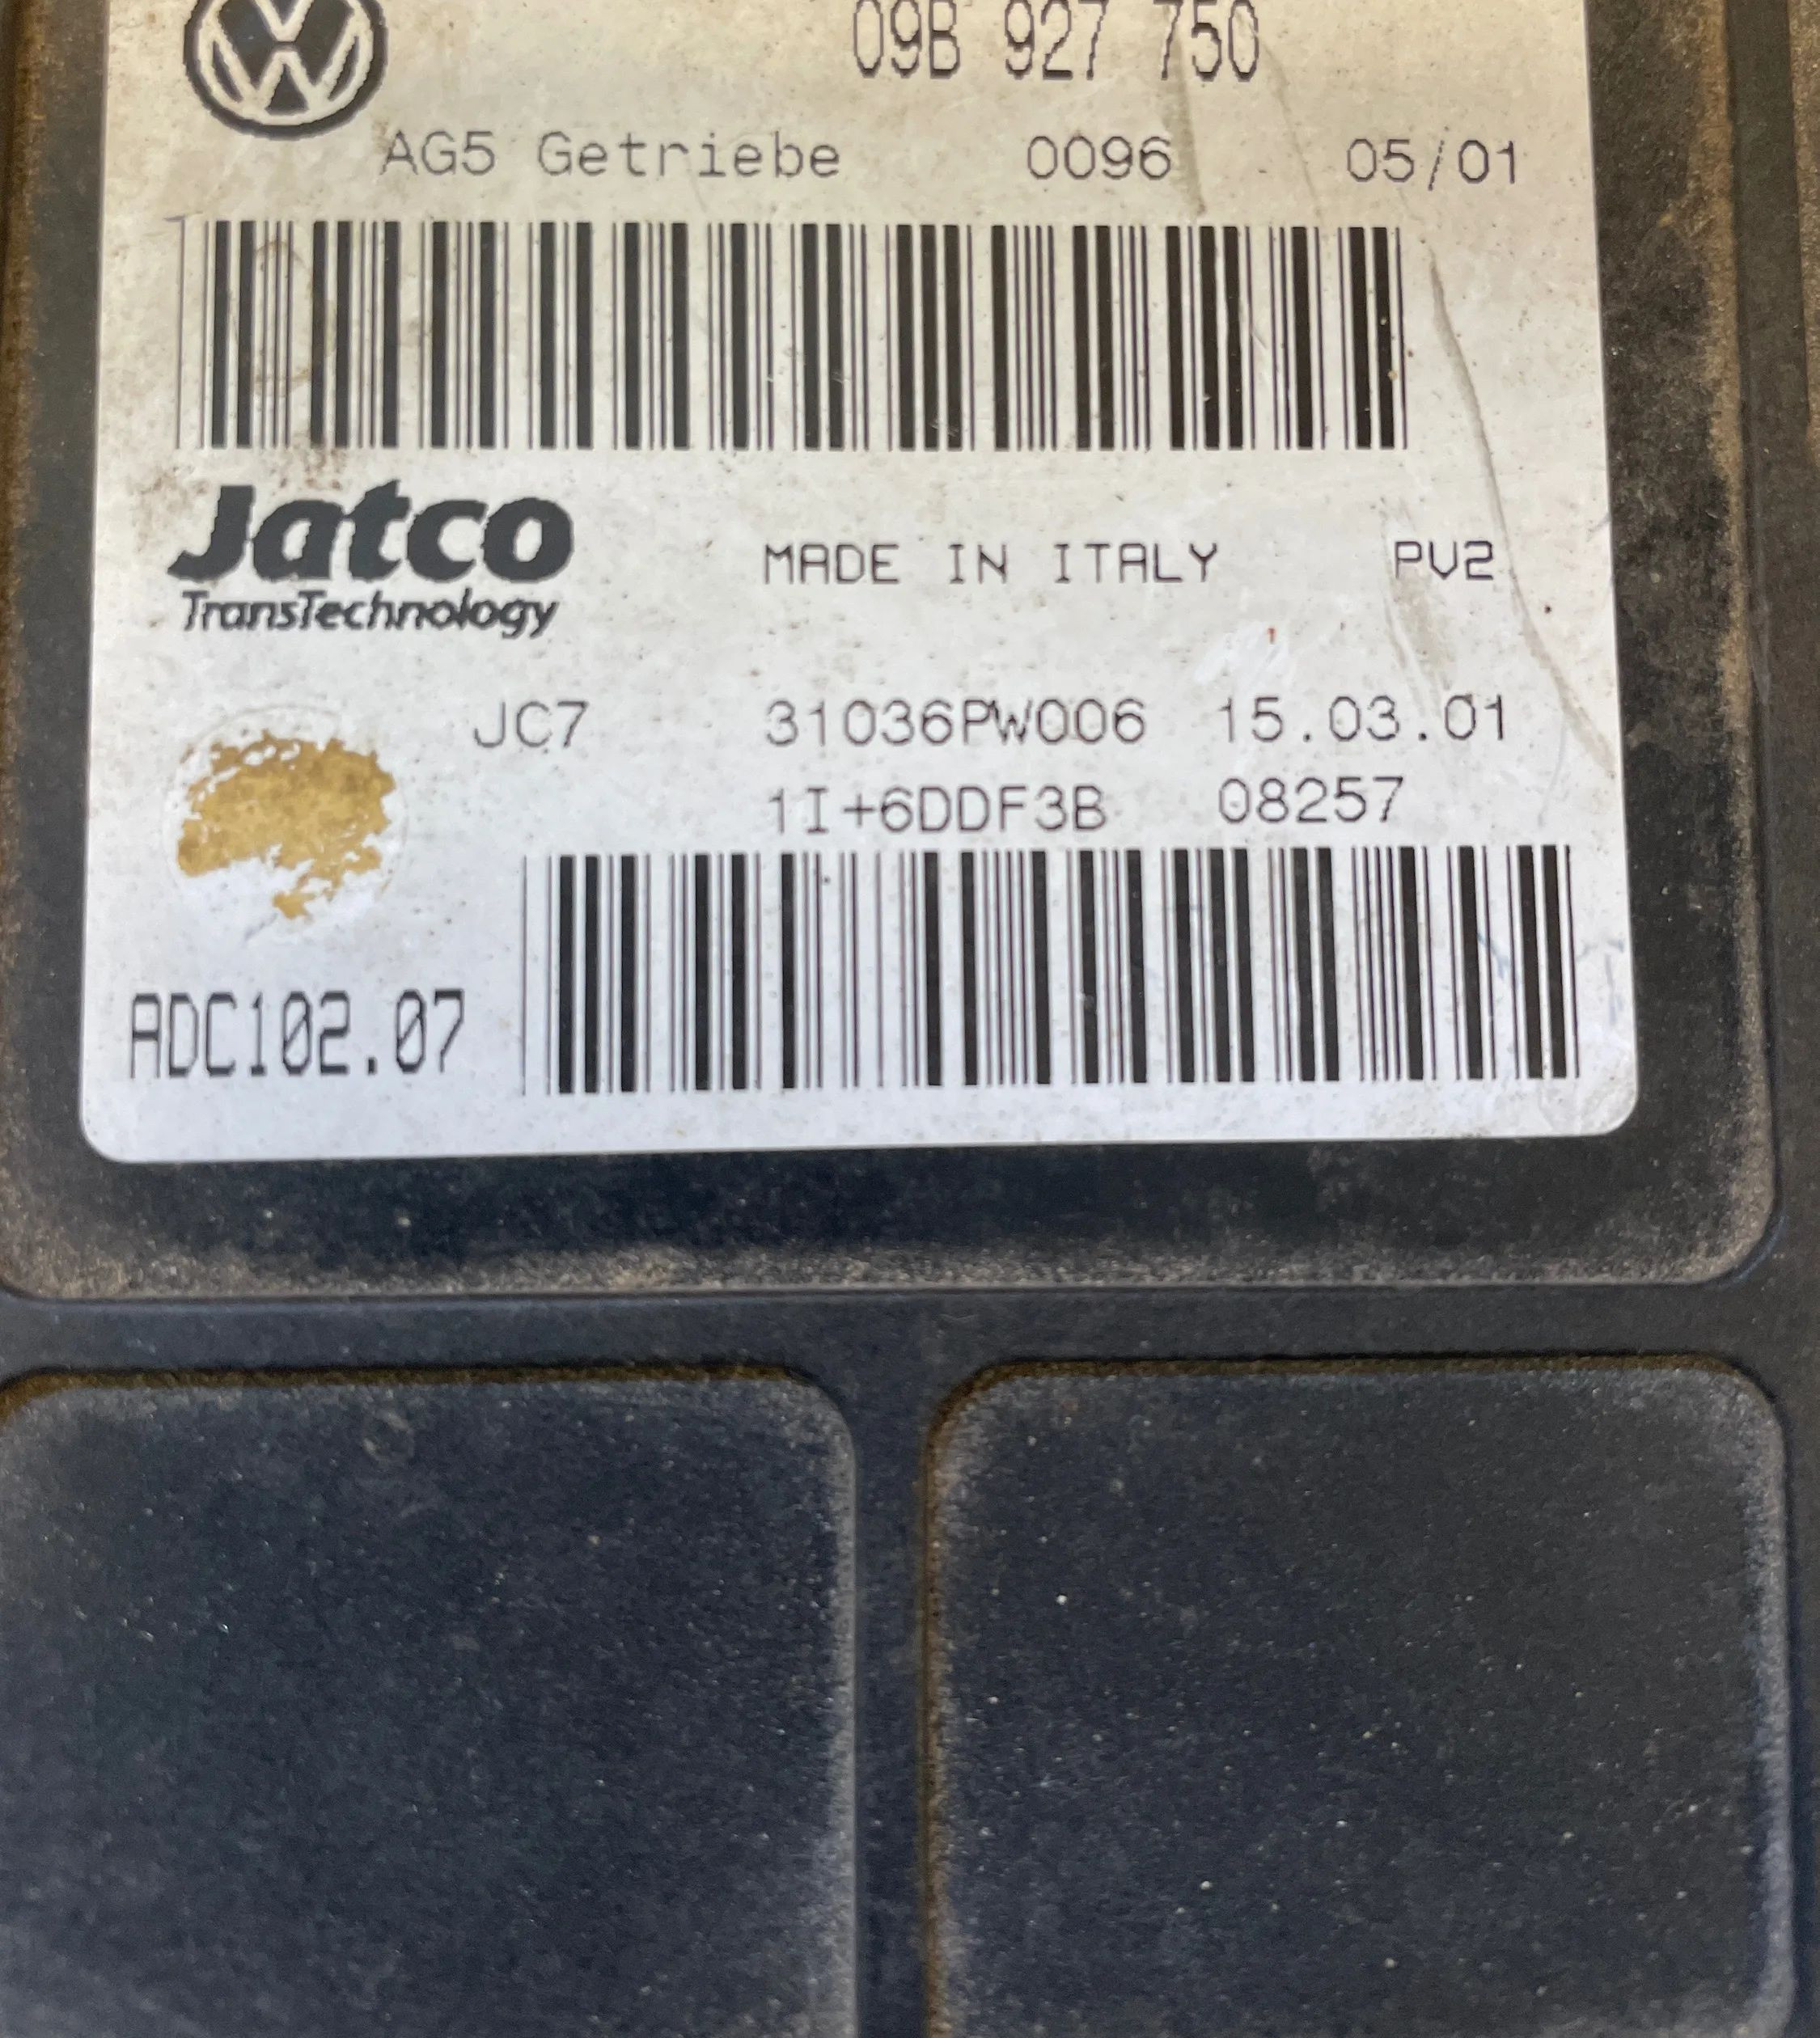 09B 927 750
AG5 Getriebe 0096 05/01
Jatco
TransTechnology
MADE IN ITALY PV2
JC7 31036PW006 15.03.01
1I+6DDF3B 08257
ADC102.07